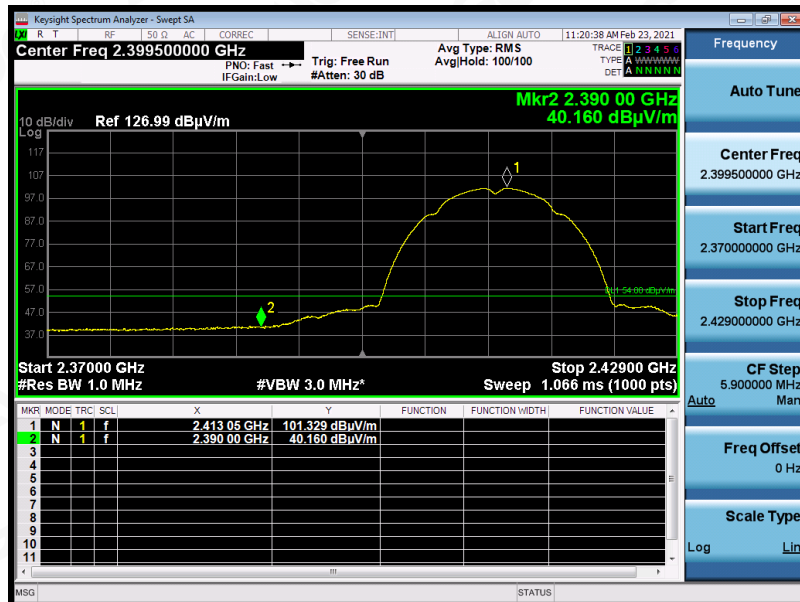 Keysight Spectrum Analyzer - Swept SA
LXI R T RF 50 Ω AC CORREC SENSE:INT ALIGN AUTO 11:20:38 AM Feb 23, 2021
Center Freq 2.399500000 GHz
PNO: Fast
IFGain:Low
Trig: Free Run
#Atten: 30 dB
Avg Type: RMS
Avg|Hold: 100/100
TRACE 1 2 3 4 5 6
TYPE A WWWWW
DET A N N N N N
Mkr2 2.390 00 GHz
40.160 dBµV/m
10 dB/div Ref 126.99 dBµV/m
Log
117
107
97.0
87.0
77.0
67.0
57.0
47.0
37.0
1
2
DL1 54.00 dBµV/m
Start 2.37000 GHz Stop 2.42900 GHz
#Res BW 1.0 MHz #VBW 3.0 MHz* Sweep 1.066 ms (1000 pts)
MKR MODE TRC SCL X Y FUNCTION FUNCTION WIDTH FUNCTION VALUE
1 N 1 f 2.413 05 GHz 101.329 dBµV/m
2 N 1 f 2.390 00 GHz 40.160 dBµV/m
3
4
5
6
7
8
9
10
11
MSG STATUS
Frequency
Auto Tune
Center Freq
2.399500000 GHz
Start Freq
2.370000000 GHz
Stop Freq
2.429000000 GHz
CF Step
5.900000 MHz
Auto Man
Freq Offset
0 Hz
Scale Type
Log Lin